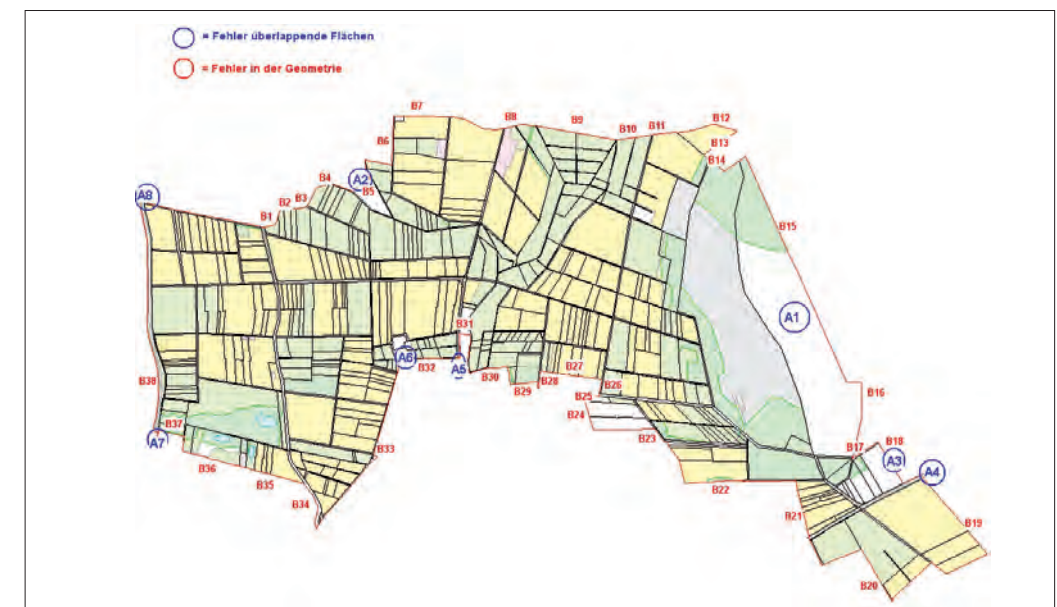 = Fehler überlappende Flächen
= Fehler in der Geometrie
B7
B8
B9
B10
B11
B12
B6
B13
B14
A2
B4
B5
A8
B3
B2
B1
B15
A1
B31
A6
B32
A5
B30
B29
B28
B27
B26
B25
B24
B23
B16
B38
B37
A7
B36
B35
B34
B33
B22
B17
B18
A3
A4
B21
B19
B20